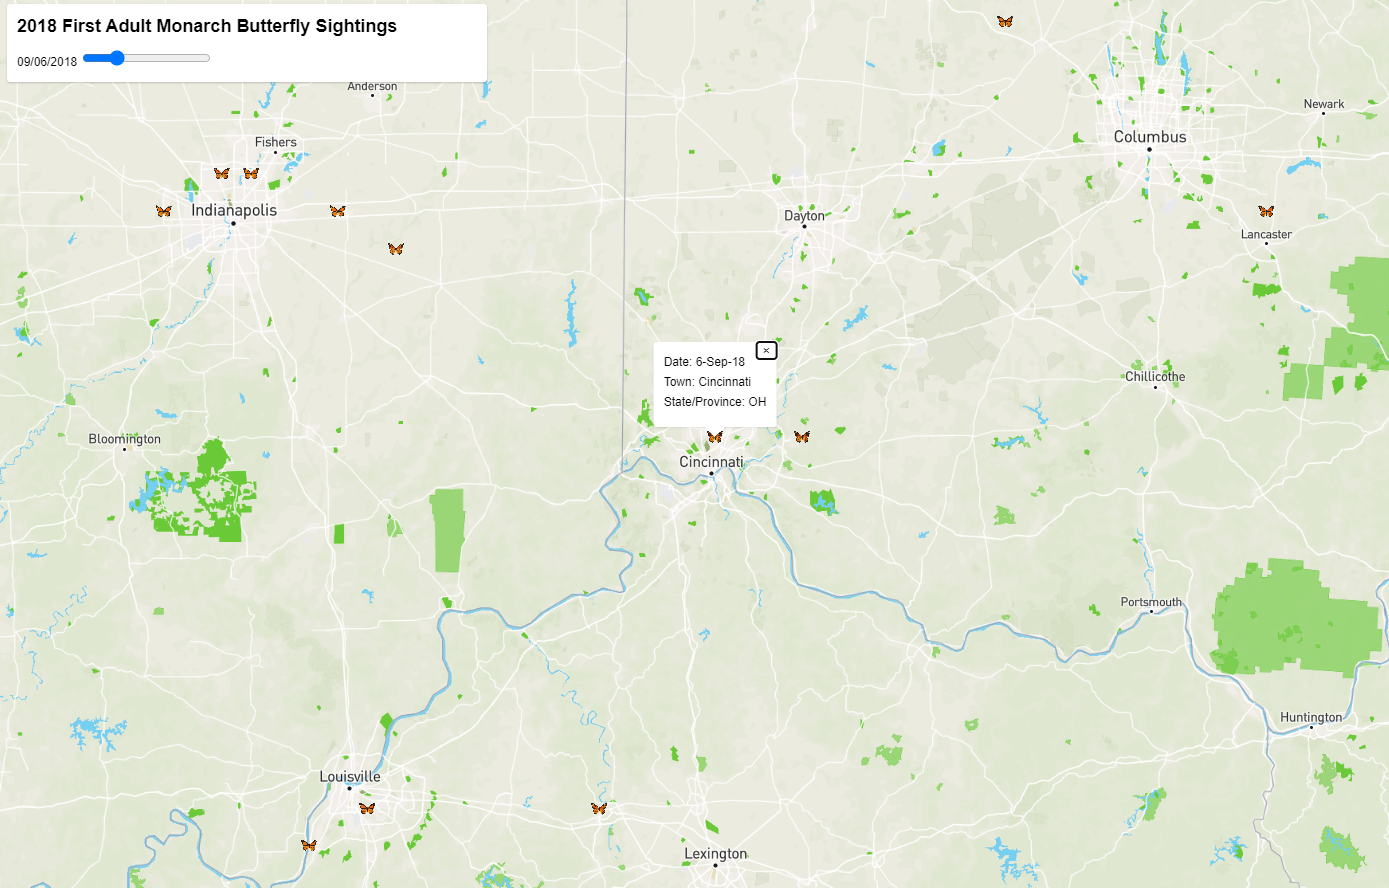 2018 First Adult Monarch Butterfly Sightings
09/06/2018
Anderson
Newark
Columbus
Fishers
Indianapolis
Dayton
Lancaster
×
Date: 6-Sep-18
Town: Cincinnati
State/Province: OH
Chillicothe
Bloomington
Cincinnati
Portsmouth
Huntington
Louisville
Lexington